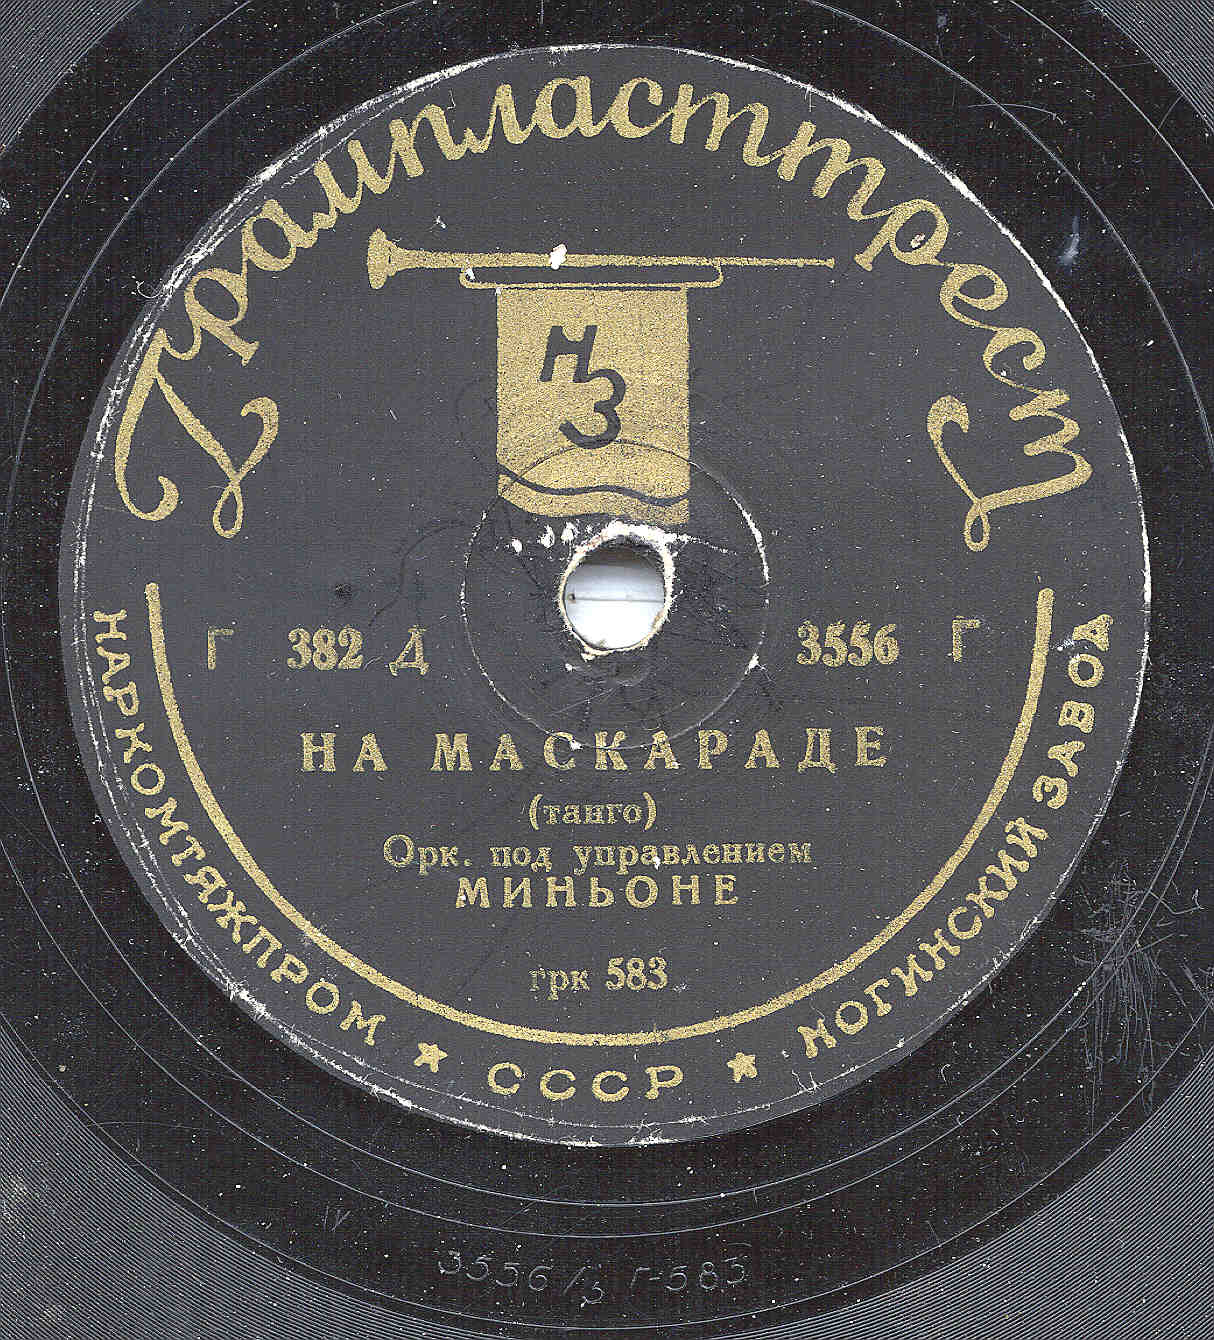 Грампласттрест
НЗ
Г 382 Д 3556 Г
НА МАСКАРАДЕ
(танго)
Орк. под управлением
МИНЬОНЕ
грк 583
НАРКОМТЯЖПРОМ ★ СССР ★ НОГИНСКИЙ ЗАВОД
3556/3 Г-583